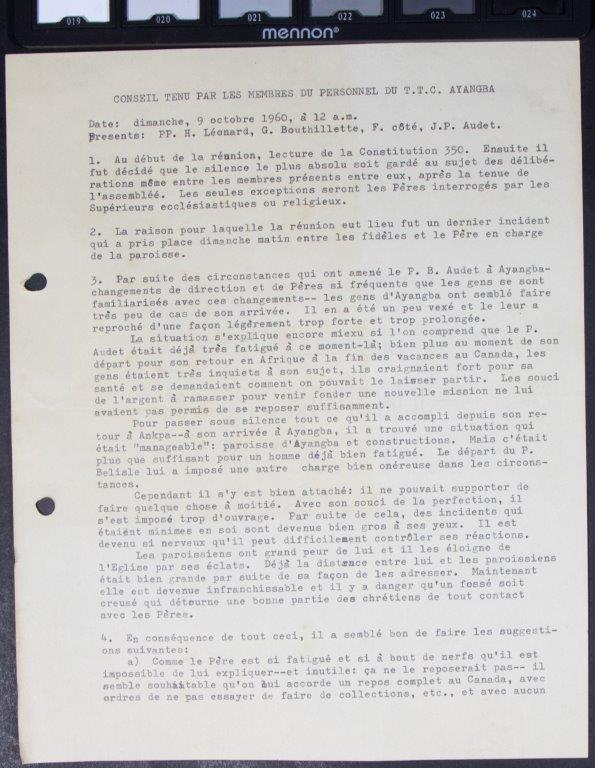 019 020 021 022 023 024
mennon®
CONSEIL TENU PAR LES MEMBRES DU PERSONNEL DU T.T.C. AYANGBA
Date: dimanche, 9 octobre 1960, à 12 a.m.
Presents: PP. H. Léonard, G. Bouthillette, F. côté, J.P. Audet.
1. Au début de la réunion, lecture de la Constitution 350. Ensuite il
fut décidé que le silence le plus absolu soit gardé au sujet des délibé-
rations même entre les membres présents entre eux, après la tenue de
l'assembléé. Les seules exceptions seront les Pères interrogés par les
Supérieurs ecclésiastiques ou religieux.
2. La raison pour laquelle la réunion eut lieu fut un dernier incident
qui a pris place dimanche matin entre les fidèles et le Père en charge
de la paroisse.
3. Par suite des circonstances qui ont amené le P. B. Audet à Ayangba-
changements de direction et de Pères si fréquents que les gens se sont
familiarisés avec ces changements-- les gens d'Ayangba ont semblé faire
très peu de cas de son arrivée. Il en a été un peu vexé et le leur a
reproché d'une façon légèrement trop forte et trop prolongée.
La situation s'explique encore miexu si l'on comprend que le P.
Audet était déjà très fatigué à ce moment-là; bien plus au moment de son
départ pour son retour en Afrique à la fin des vacances au Canada, les
gens étaient très inquiets à son sujet, ils craignaient fort pour sa
santé et se demandaient comment on pouvait le laisser partir. Les souci
de l'argent à ramasser pour venir fonder une nouvelle mission ne lui
avaient pas permis de se reposer suffisamment.
Pour passer sous silence tout ce qu'il a accompli depuis son re-
tour à Ankpa--à son arrivée à Ayangba, il a trouvé une situation qui
était "manageable": paroisse d'Ayangba et constructions. Mais c'était
plus que suffisant pour un homme déjà bien fatigué. Le départ du P.
Belisle lui a imposé une autre charge bien onéreuse dans les circons-
tances.
Cependant il s'y est bien attaché: il ne pouvait supporter de
faire quelque chose à moitié. Avec son souci de la perfection, il
s'est imposé trop d'ouvrage. Par suite de cela, des incidents qui
étaient minimes en soi sont devenus bien gros à ses yeux. Il est
devenu si nerveux qu'il peut difficilement contrôler ses réactions.
Les paroissiens ont grand peur de lui et il les éloigne de
l'Eglise par ses éclats. Déjà la distance entre lui et les paroissiens
était bien grande par suite de sa façon de les adresser. Maintenant
elle est devenue infranchissable et il y a danger qu'un fossé soit
creusé qui détourne une bonne partie des chrétiens de tout contact
avec les Pères.
4. En conséquence de tout ceci, il a semblé bon de faire les suggesti-
ons suivantes:
a) Comme le Père est si fatigué et si à bout de nerfs qu'il est
impossible de lui expliquer--et inutile: ça ne le reposerait pas-- il
semble souhaitable qu'on lui accorde un repos complet au Canada, avec
ordres de ne pas essayer de faire de collections, etc., et avec aucun